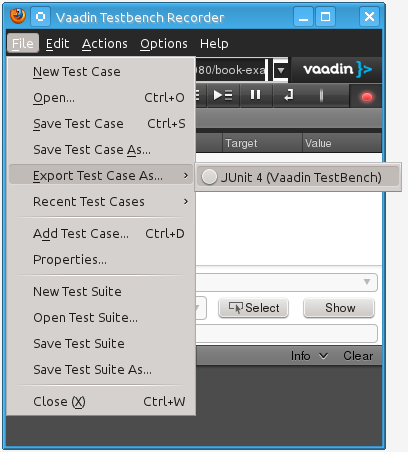 Vaadin Testbench Recorder
File Edit Actions Options Help
080/book-exa vaadin }>
Target Value
New Test Case
Open... Ctrl+O
Save Test Case Ctrl+S
Save Test Case As...
Export Test Case As...
JUnit 4 (Vaadin TestBench)
Recent Test Cases
Add Test Case... Ctrl+D
Properties...
New Test Suite
Open Test Suite...
Save Test Suite
Save Test Suite As...
Close (X) Ctrl+W
Select Show
Info Clear